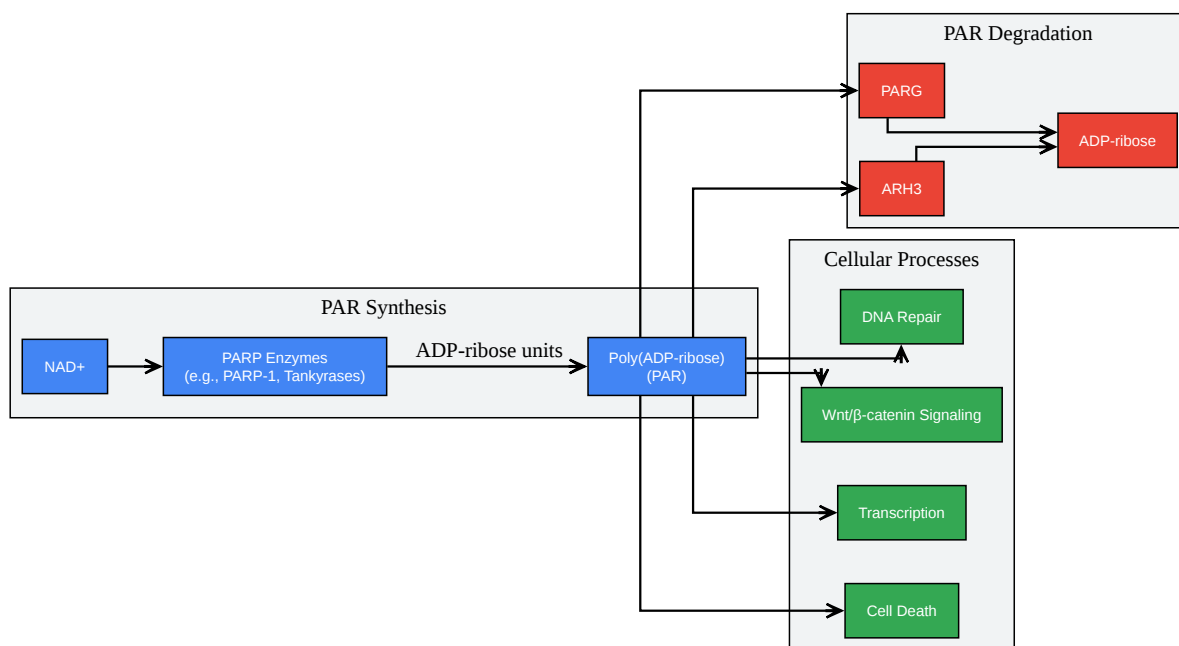 PAR Degradation
PARG
ADP-ribose
ARH3
Cellular Processes
DNA Repair
Wnt/β-catenin Signaling
Transcription
Cell Death
PAR Synthesis
NAD+
PARP Enzymes
(e.g., PARP-1, Tankyrases)
ADP-ribose units
Poly(ADP-ribose)
(PAR)